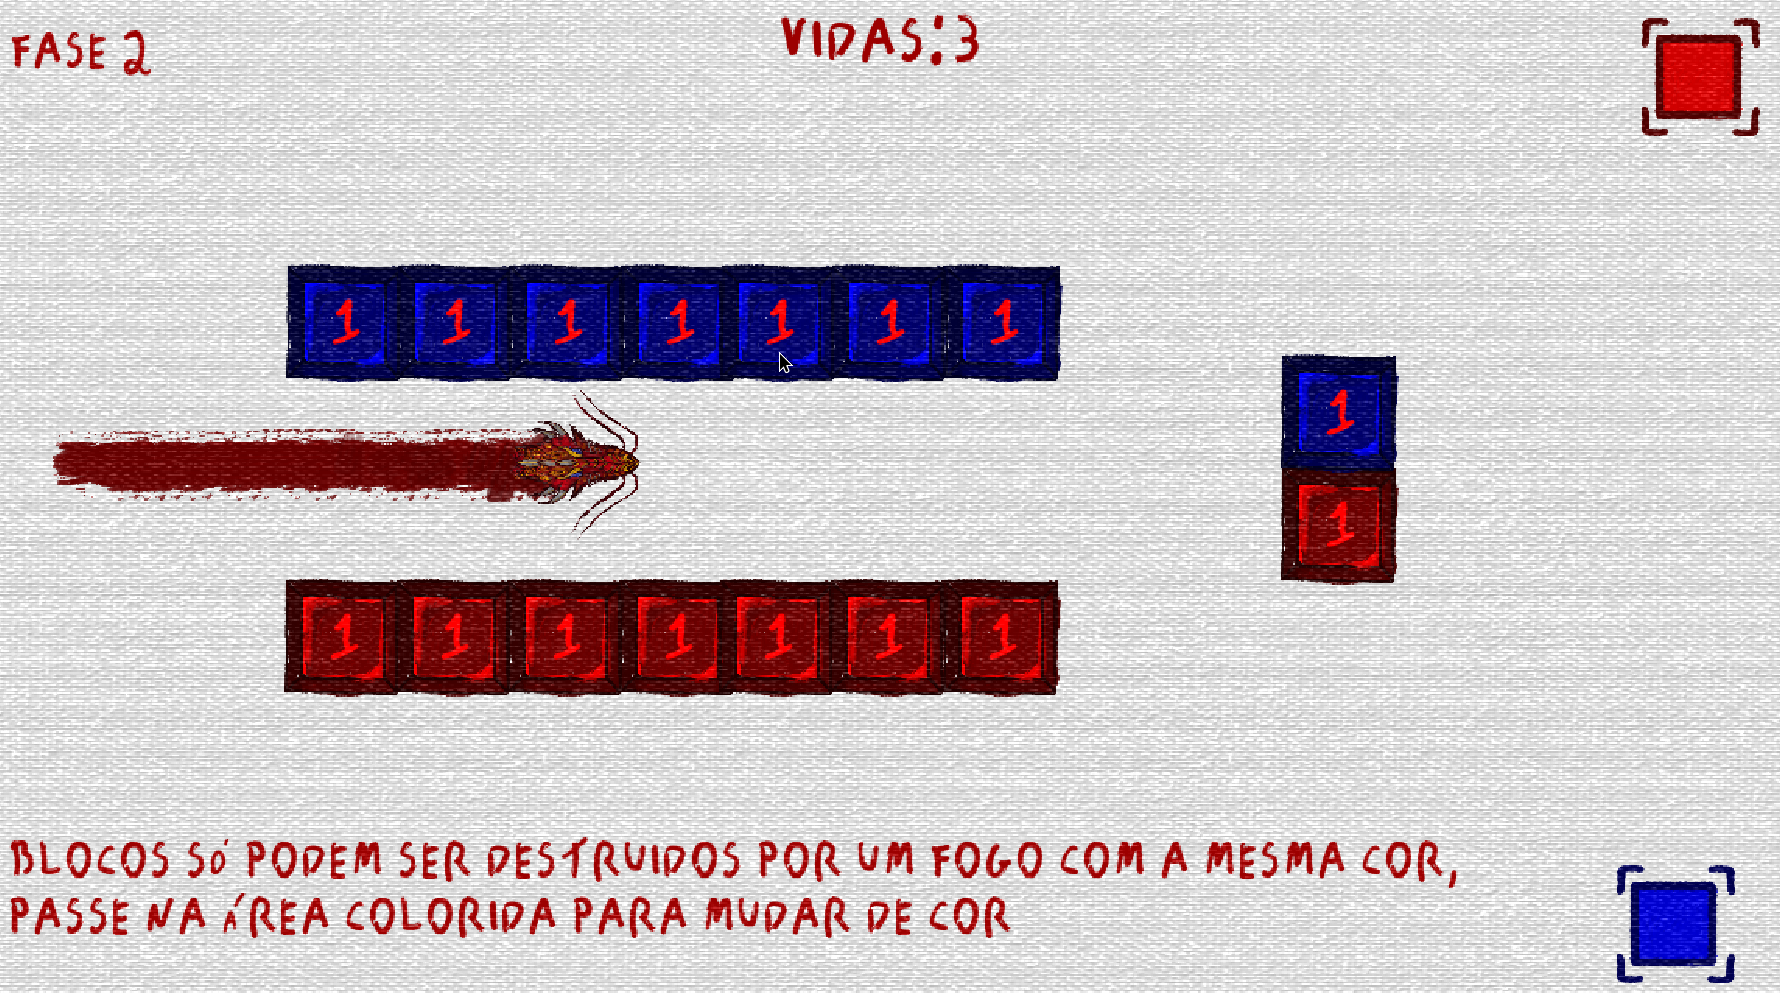 FASE 2
VIDAS:3
1 1 1 1 1 1 1
1
1
1 1 1 1 1 1 1
BLOCOS SÓ PODEM SER DESTRUIDOS POR UM FOGO COM A MESMA COR,
PASSE NA ÁREA COLORIDA PARA MUDAR DE COR